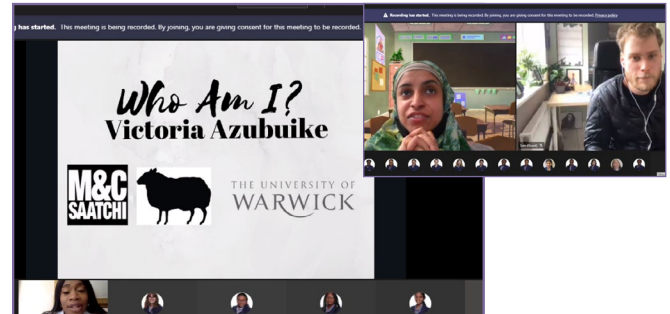 g has started. This meeting is being recorded. By joining, you are giving consent for this meeting to be recorded.
Who Am I?
Victoria Azubuike
M&C
SAATCHI
THE UNIVERSITY OF
WARWICK
Recording has started. This meeting is being recorded. By joining, you are giving consent for this meeting to be recorded. Privacy policy